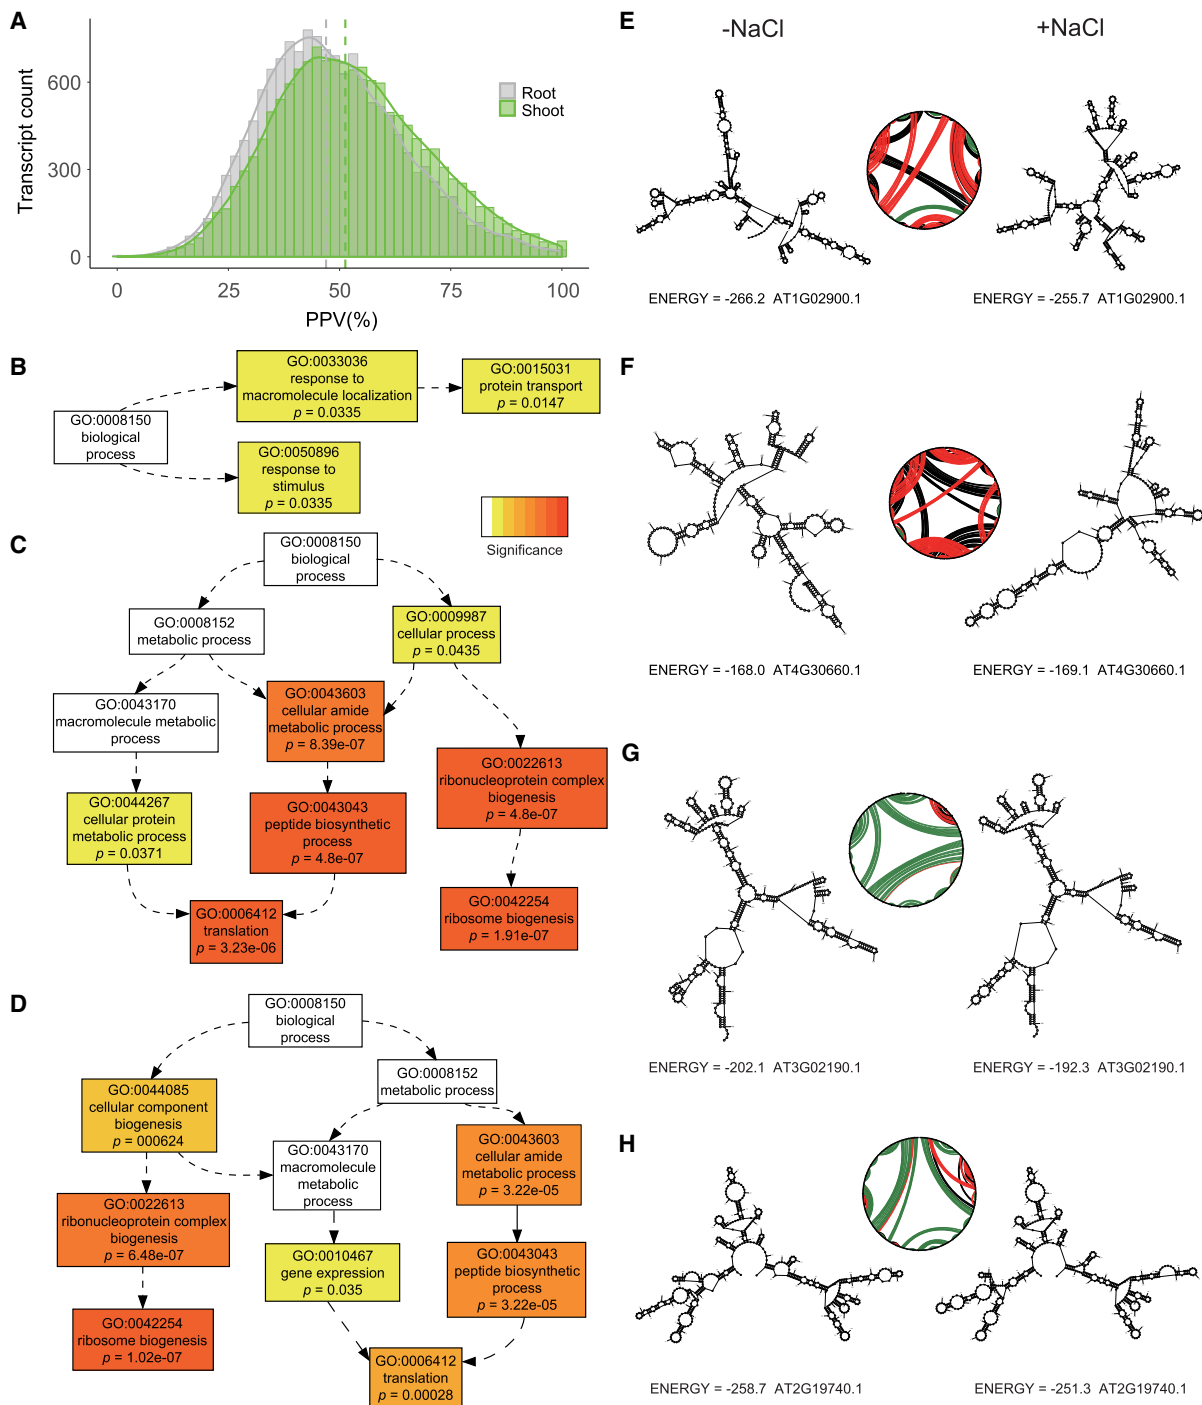 A
Transcript count
600
300
0
0
25
50
75
100
PPV(%)
Root
Shoot
B
GO:0008150
biological
process
GO:0033036
response to
macromolecule localization
p = 0.0335
GO:0015031
protein transport
p = 0.0147
GO:0050896
response to
stimulus
p = 0.0335
Significance
C
GO:0008150
biological
process
GO:0008152
metabolic process
GO:0009987
cellular process
p = 0.0435
GO:0043170
macromolecule metabolic
process
GO:0043603
cellular amide
metabolic process
p = 8.39e-07
GO:0022613
ribonucleoprotein complex
biogenesis
p = 4.8e-07
GO:0044267
cellular protein
metabolic process
p = 0.0371
GO:0043043
peptide biosynthetic
process
p = 4.8e-07
GO:0006412
translation
p = 3.23e-06
GO:0042254
ribosome biogenesis
p = 1.91e-07
D
GO:0008150
biological
process
GO:0044085
cellular component
biogenesis
p = 000624
GO:0008152
metabolic process
GO:0043170
macromolecule
metabolic
process
GO:0043603
cellular amide
metabolic process
p = 3.22e-05
GO:0022613
ribonucleoprotein complex
biogenesis
p = 6.48e-07
GO:0010467
gene expression
p = 0.035
GO:0043043
peptide biosynthetic
process
p = 3.22e-05
GO:0042254
ribosome biogenesis
p = 1.02e-07
GO:0006412
translation
p = 0.00028
E
-NaCl
+NaCl
ENERGY = -266.2 AT1G02900.1
ENERGY = -255.7 AT1G02900.1
F
ENERGY = -168.0 AT4G30660.1
ENERGY = -169.1 AT4G30660.1
G
ENERGY = -202.1 AT3G02190.1
ENERGY = -192.3 AT3G02190.1
H
ENERGY = -258.7 AT2G19740.1
ENERGY = -251.3 AT2G19740.1